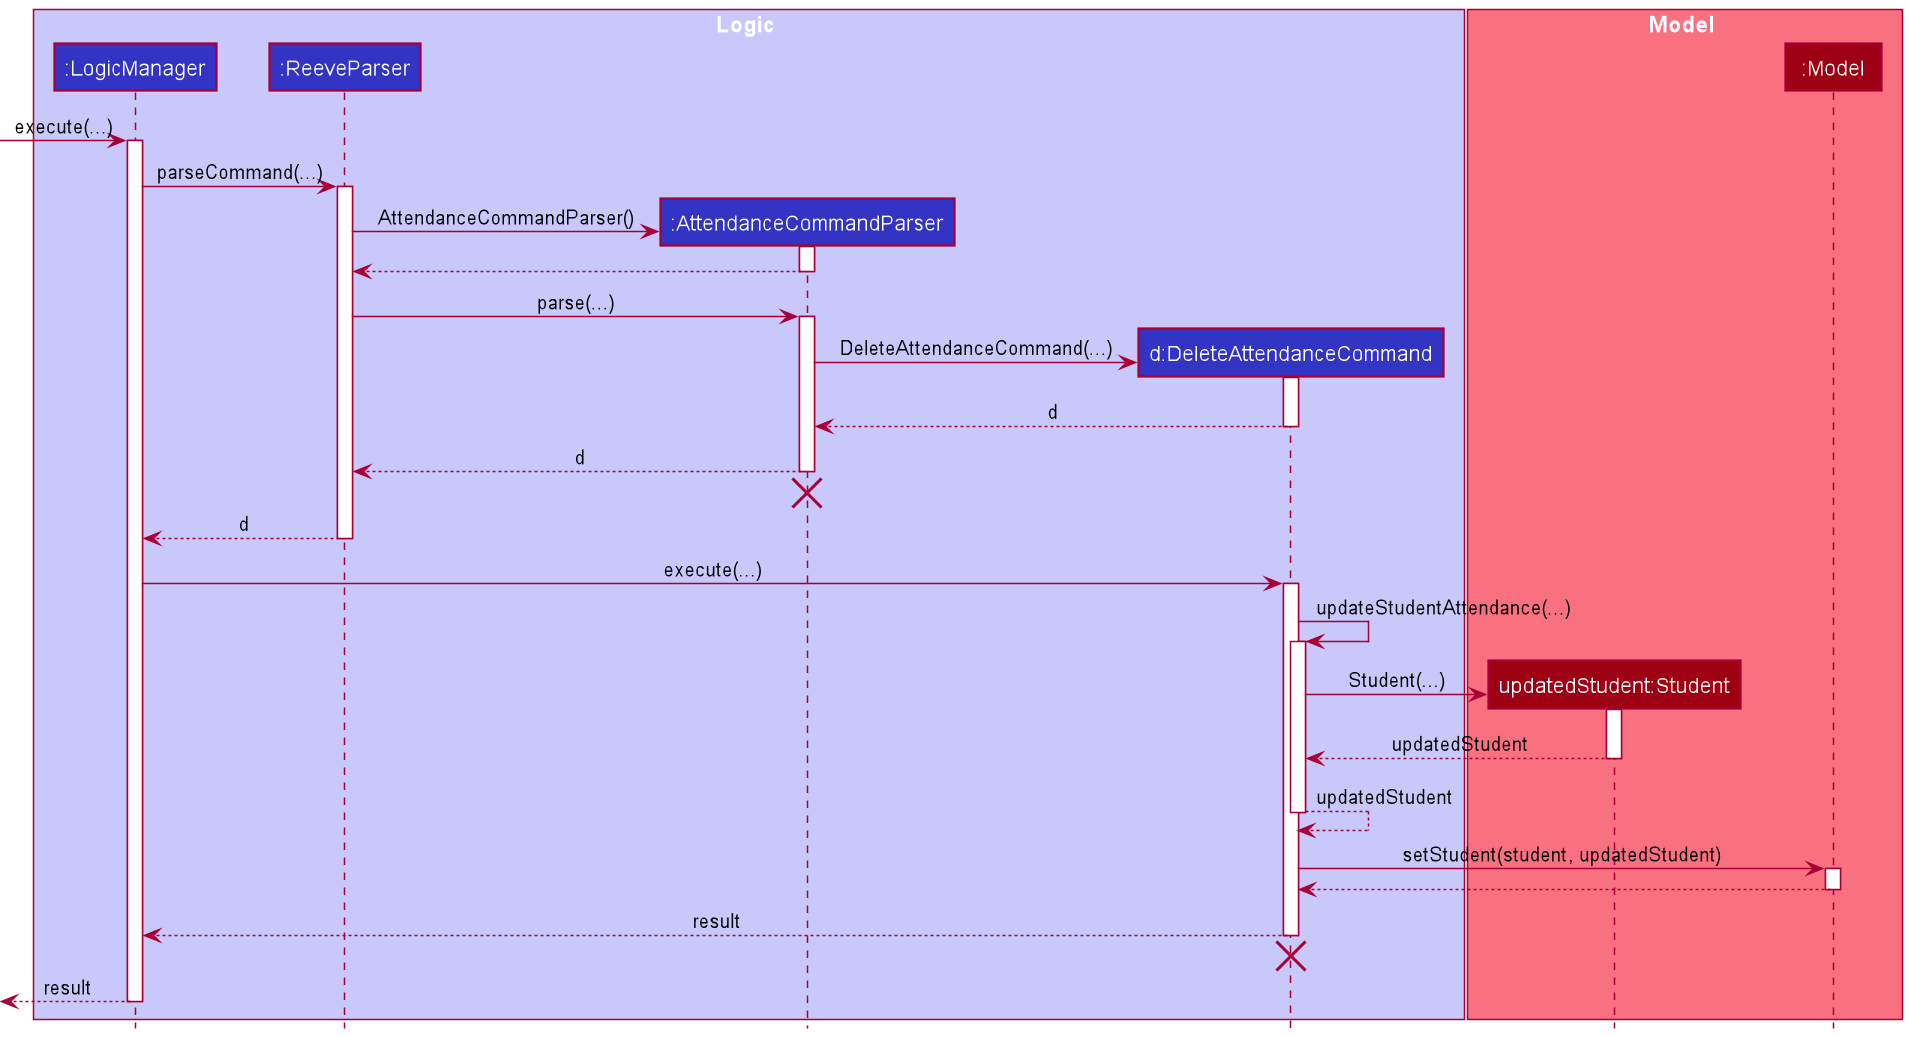 Logic
Model
:LogicManager
:ReeveParser
:Model
execute(...)
parseCommand(...)
AttendanceCommandParser()
:AttendanceCommandParser
parse(...)
DeleteAttendanceCommand(...)
d:DeleteAttendanceCommand
d
d
d
execute(...)
updateStudentAttendance(...)
Student(...)
updatedStudent:Student
updatedStudent
updatedStudent
setStudent(student, updatedStudent)
result
result